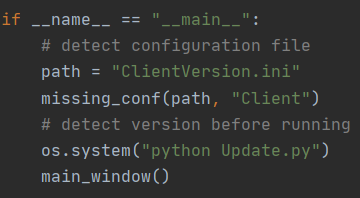 if __name__ == "__main__":
    # detect configuration file
    path = "ClientVersion.ini"
    missing_conf(path, "Client")
    # detect version before running
    os.system("python Update.py")
    main_window()